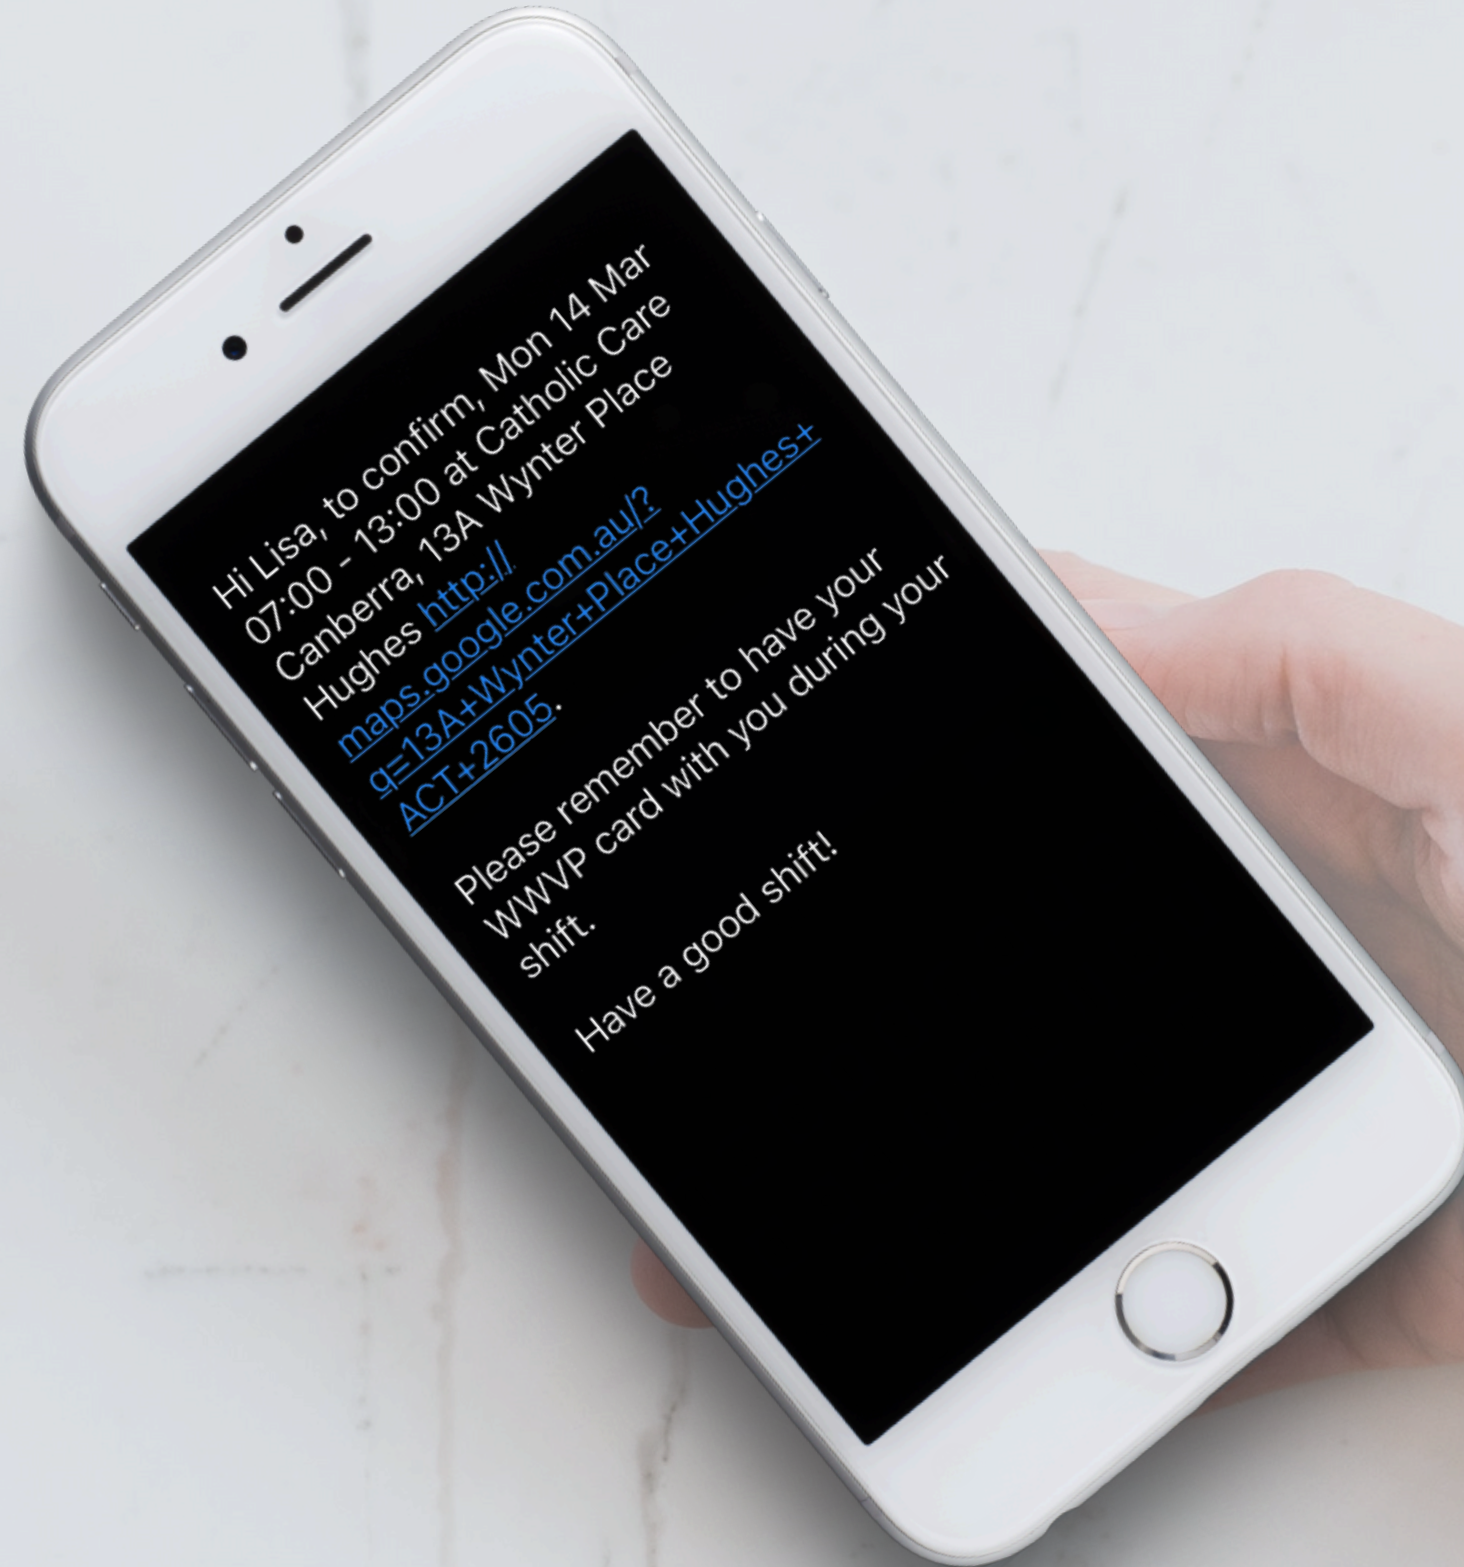 Hi Lisa, to confirm, Mon 14 Mar
07:00 - 13:00 at Catholic Care
Canberra, 13A Wynter Place
Hughes http://
maps.google.com.au/?
q=13A+Wynter+Place+Hughes+
ACT+2605.
Please remember to have your
WWVP card with you during your
shift.
Have a good shift!